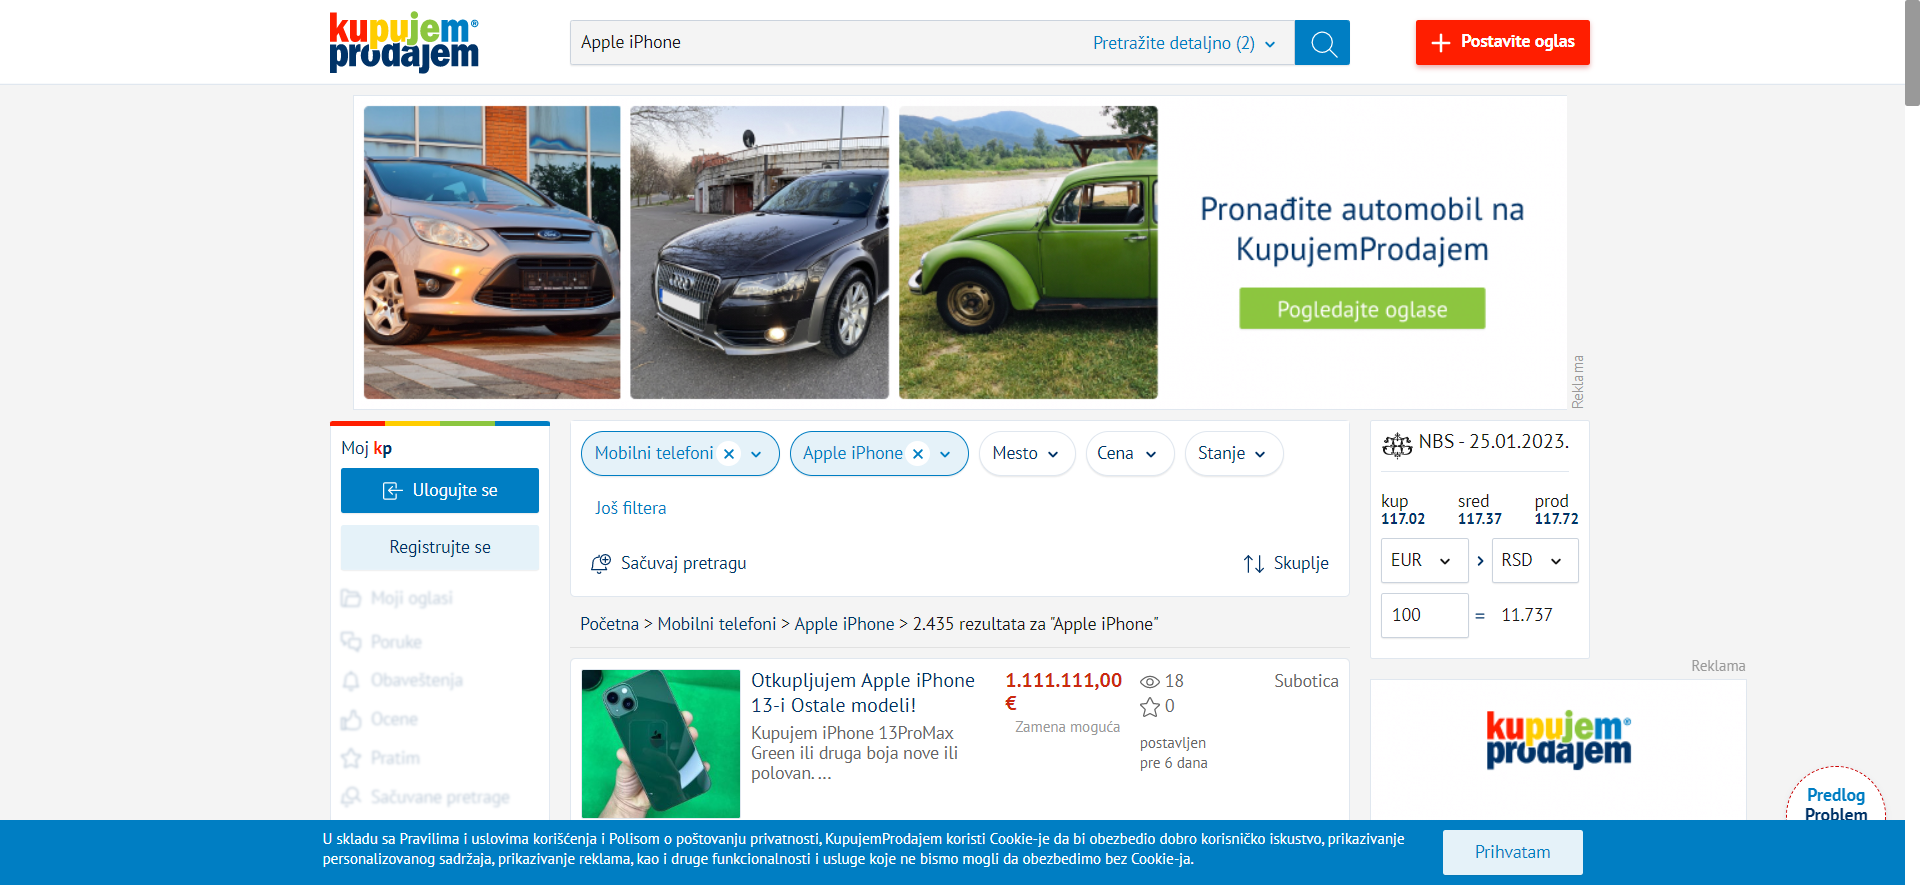 kupujem®
prodajem
Apple iPhone
Pretražite detaljno (2)
Postavite oglas
Pronađite automobil na
KupujemProdajem
Pogledajte oglase
Reklama
Moj kp
Ulogujte se
Registrujte se
Moji oglasi
Poruke
Obaveštenja
Ocene
Pratim
Sačuvane pretrage
Mobilni telefoni
Apple iPhone
Mesto
Cena
Stanje
Još filtera
Sačuvaj pretragu
Skuplje
Početna > Mobilni telefoni > Apple iPhone > 2.435 rezultata za "Apple iPhone"
Otkupljujem Apple iPhone
13-i Ostale modeli!
Kupujem iPhone 13ProMax
Green ili druga boja nove ili
polovan. ...
1.111.111,00
€
Zamena moguća
18
0
postavljen
pre 6 dana
Subotica
NBS - 25.01.2023.
kup sred prod
117.02 117.37 117.72
EUR > RSD
100 = 11.737
Reklama
kupujem®
prodajem
Predlog
Problem
U skladu sa Pravilima i uslovima korišćenja i Polisom o poštovanju privatnosti, KupujemProdajem koristi Cookie-je da bi obezbedio dobro korisničko iskustvo, prikazivanje
personalizovanog sadržaja, prikazivanje reklama, kao i druge funkcionalnosti i usluge koje ne bismo mogli da obezbedimo bez Cookie-ja.
Prihvatam